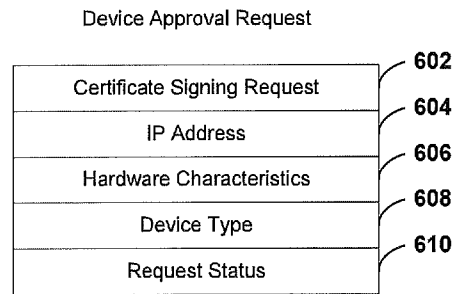 Device Approval Request
602
Certificate Signing Request
604
IP Address
606
Hardware Characteristics
608
Device Type
610
Request Status